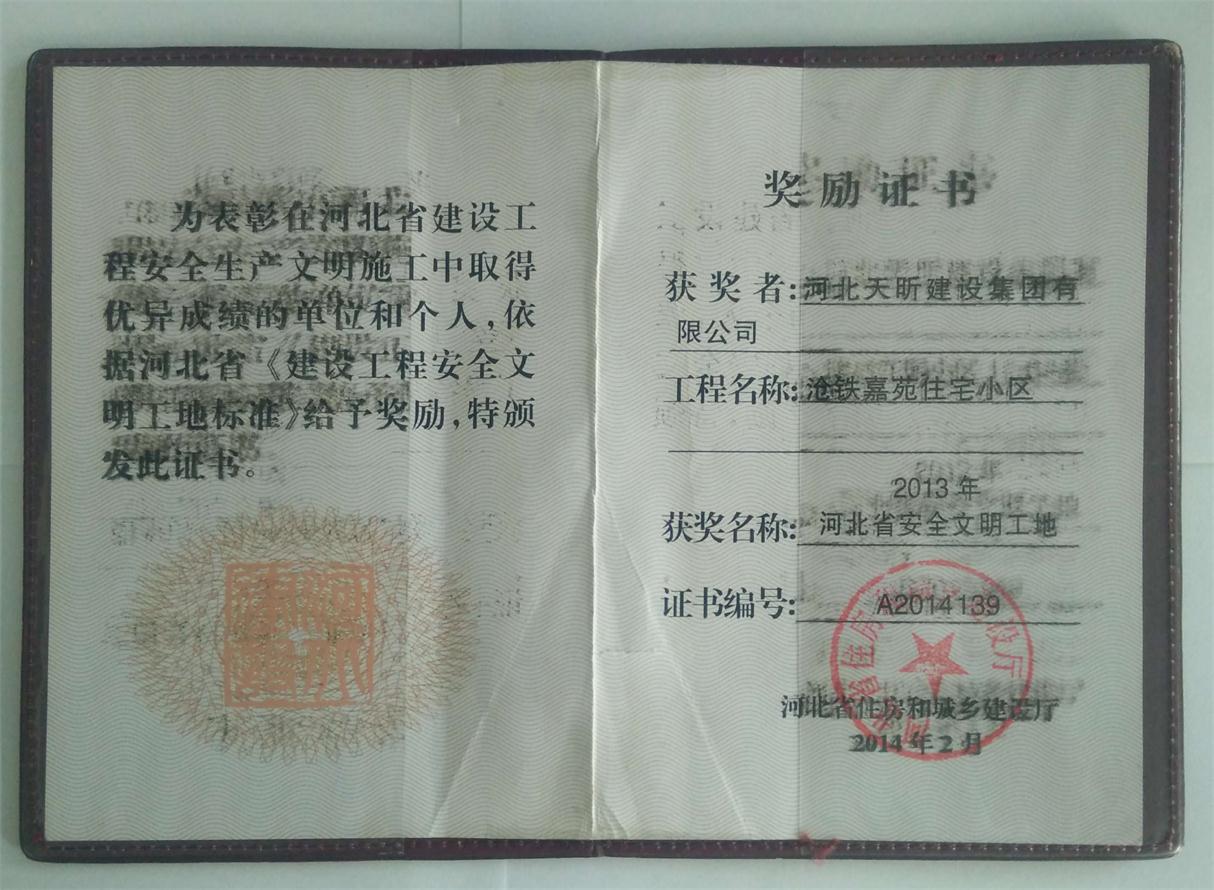 为表彰在河北省建设工
程安全生产文明施工中取得
优异成绩的单位和个人,依
据河北省《建设工程安全文
明工地标准》给予奖励,特颁
发此证书。
奖励证书
获奖者:河北天昕建设集团有
限公司
工程名称:沧铁嘉苑住宅小区
2013年
获奖名称:河北省安全文明工地
证书编号:A2014139
河北省住房和城乡建设厅
2014年2月